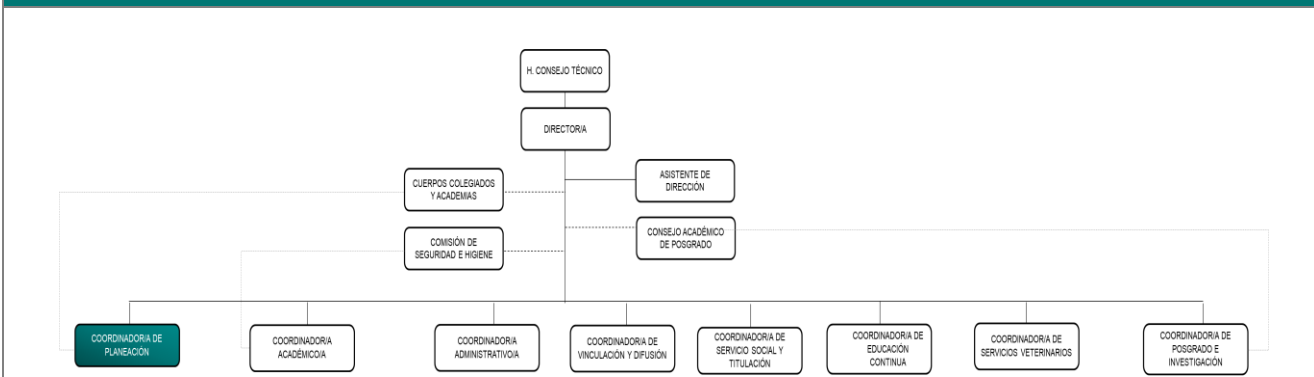 H. CONSEJO TÉCNICO
DIRECTOR/A
CUERPOS COLEGIADOS
Y ACADEMIAS
ASISTENTE DE
DIRECCIÓN
COMISIÓN DE
SEGURIDAD E HIGIENE
CONSEJO ACADÉMICO
DE POSGRADO
COORDINADOR/A DE
PLANEACIÓN
COORDINADOR/A
ACADÉMICO/A
COORDINADOR/A
ADMINISTRATIVO/A
COORDINADOR/A DE
VINCULACIÓN Y DIFUSIÓN
COORDINADOR/A DE
SERVICIO SOCIAL Y
TITULACIÓN
COORDINADOR/A DE
EDUCACIÓN
CONTINUA
COORDINADOR/A DE
SERVICIOS VETERINARIOS
COORDINADOR/A DE
POSGRADO E
INVESTIGACIÓN